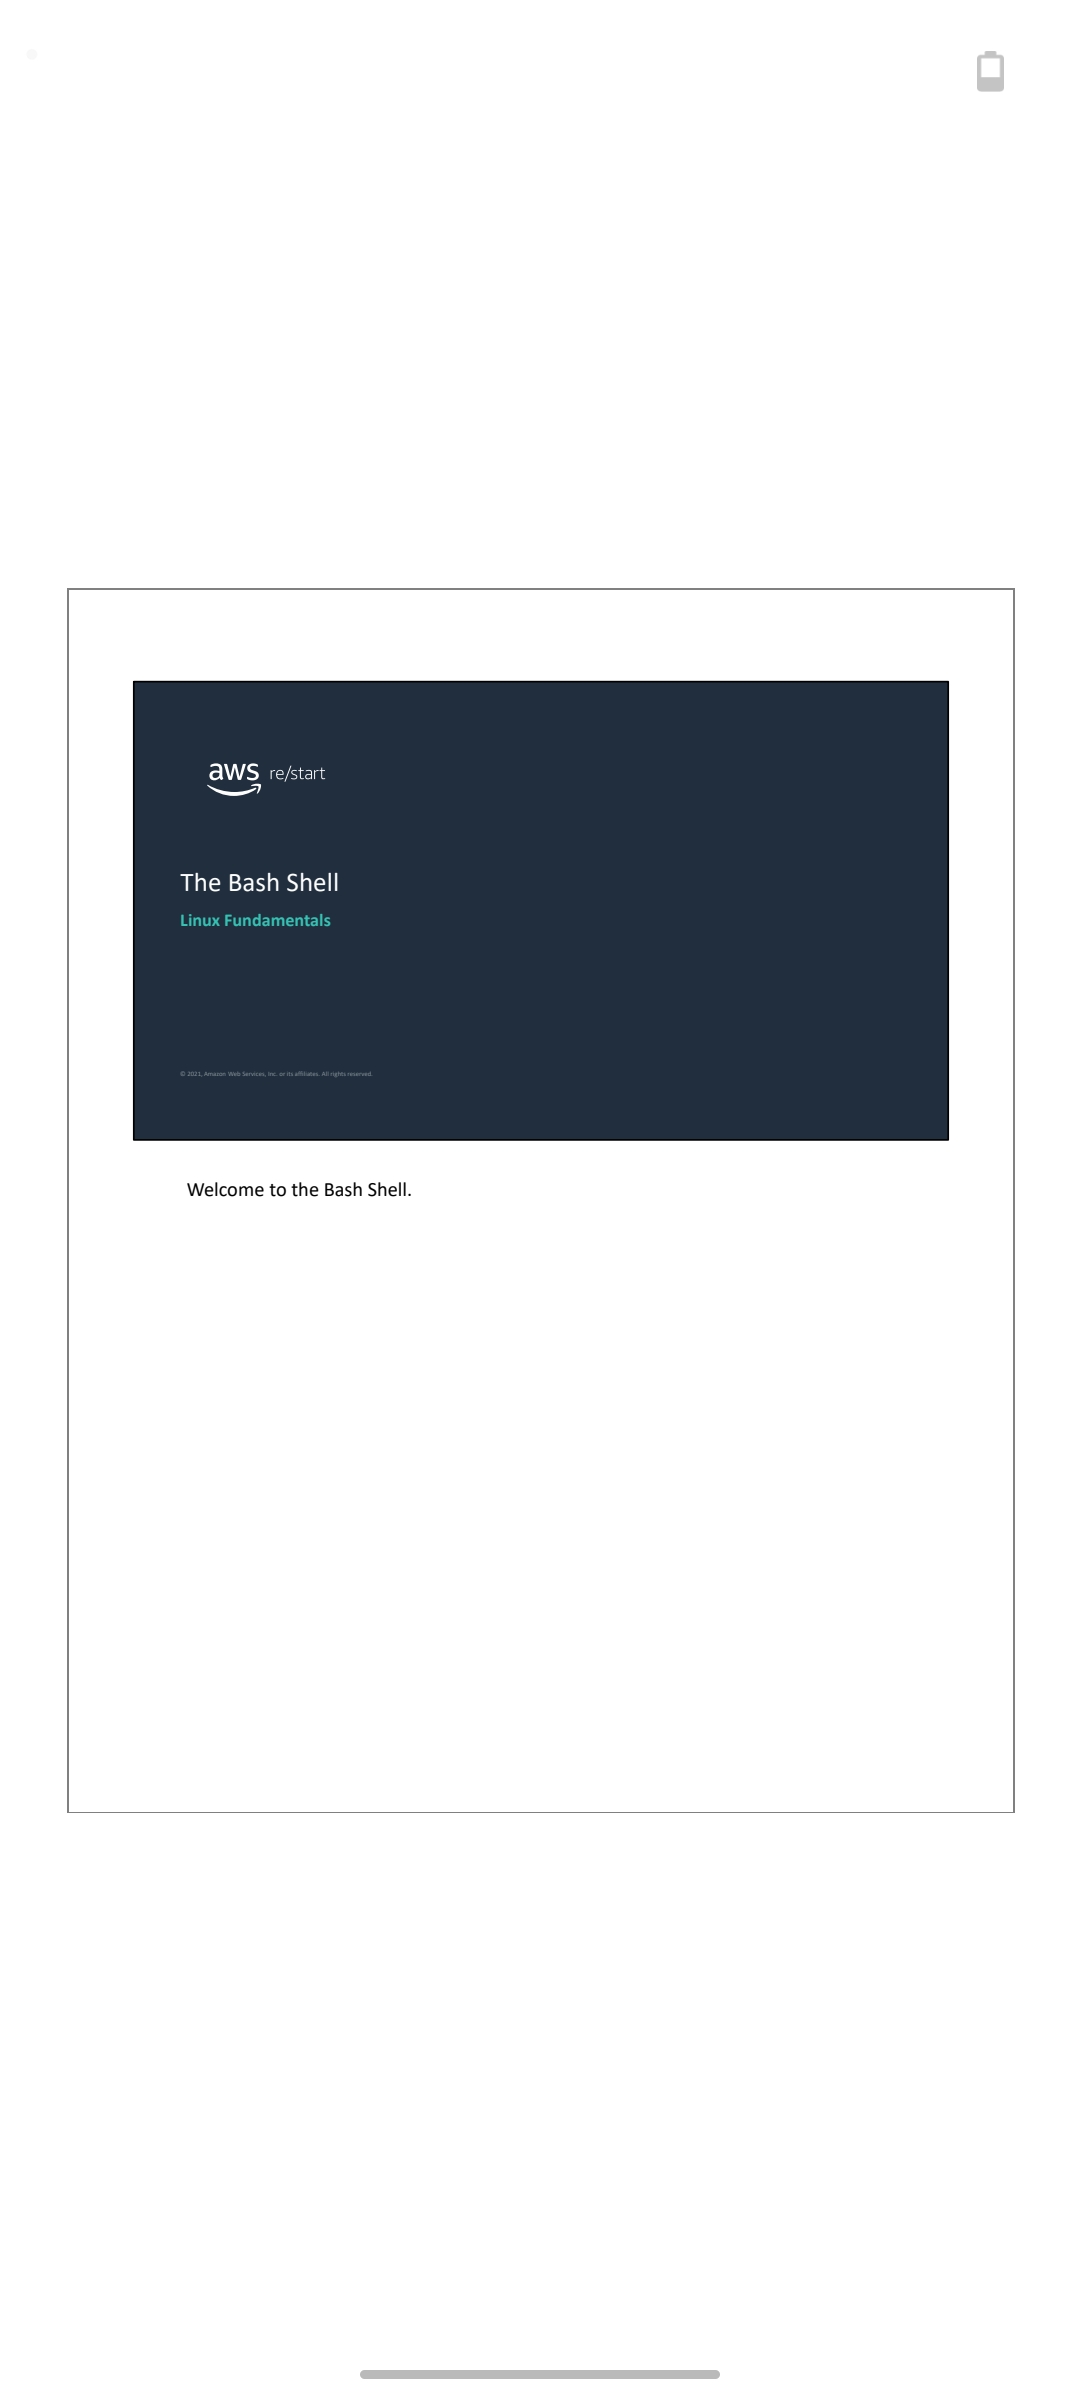 aws re/start
The Bash Shell
Linux Fundamentals
© 2021, Amazon Web Services, Inc. or its affiliates. All rights reserved.
Welcome to the Bash Shell.